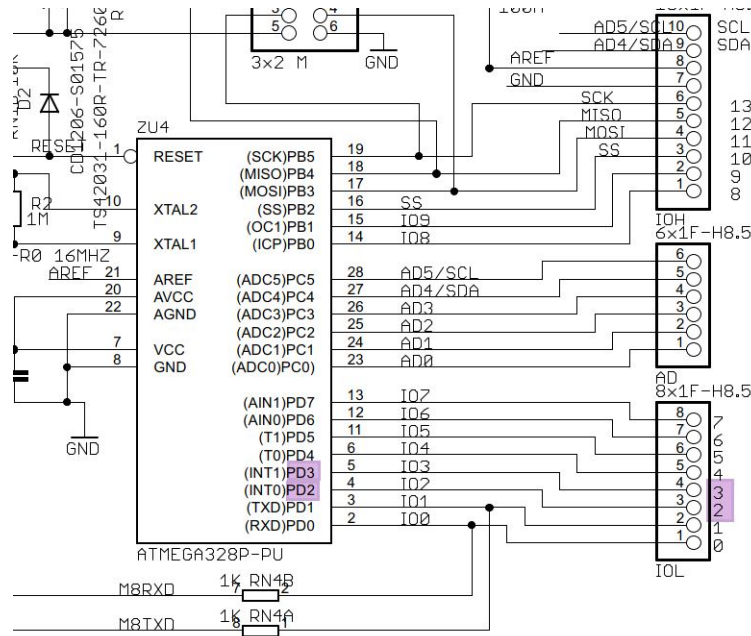 3 4
5 6
3x2 M
GND
100n
AD5/SCL 10 SCL
AD4/SDA 9 SDA
AREF 8
GND 7
SCK 6 13
MISO 5 12
MOSI 4 11
SS 3 10
2 9
1 8
IOH
6x1F-H8.5
D2
CD1206-S01575
TS42031-160R-TR-7260
ZU4
RESET 1 RESET (SCK)PB5 19
(MISO)PB4 18
(MOSI)PB3 17
R2
1M
10 XTAL2 (SS)PB2 16 SS
(OC1)PB1 15 IO9
9 XTAL1 (ICP)PB0 14 IO8
-R0 16MHZ
AREF 21 AREF (ADC5)PC5 28 AD5/SCL 6
20 AVCC (ADC4)PC4 27 AD4/SDA 5
22 AGND (ADC3)PC3 26 AD3 4
(ADC2)PC2 25 AD2 3
7 VCC (ADC1)PC1 24 AD1 2
8 GND (ADC0)PC0) 23 AD0 1
AD
8x1F-H8.5
(AIN1)PD7 13 IO7 8 7
(AIN0)PD6 12 IO6 7 6
(T1)PD5 11 IO5 6 5
(T0)PD4 6 IO4 5 4
(INT1)PD3 5 IO3 4 3
(INT0)PD2 4 IO2 3 2
(TXD)PD1 3 IO1 2 1
(RXD)PD0 2 IO0 1 0
GND
IOL
ATMEGA328P-PU
M8RXD 1K RN4B 7 2
M8TXD 1K RN4A 8 1